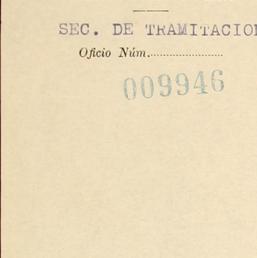 SEC. DE TRAMITACION
Oficio Núm.
009946